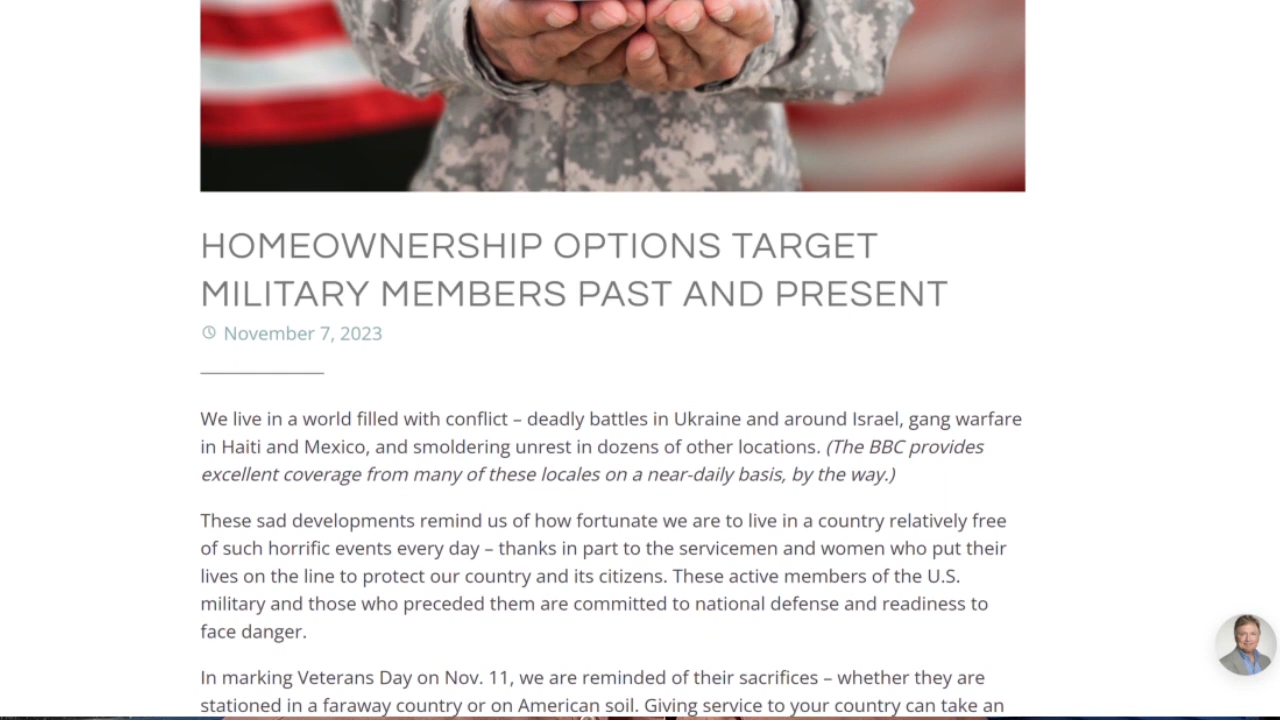 HOMEOWNERSHIP OPTIONS TARGET
MILITARY MEMBERS PAST AND PRESENT
November 7, 2023
We live in a world filled with conflict – deadly battles in Ukraine and around Israel, gang warfare
in Haiti and Mexico, and smoldering unrest in dozens of other locations. (The BBC provides
excellent coverage from many of these locales on a near-daily basis, by the way.)
These sad developments remind us of how fortunate we are to live in a country relatively free
of such horrific events every day – thanks in part to the servicemen and women who put their
lives on the line to protect our country and its citizens. These active members of the U.S.
military and those who preceded them are committed to national defense and readiness to
face danger.
In marking Veterans Day on Nov. 11, we are reminded of their sacrifices – whether they are
stationed in a faraway country or on American soil. Giving service to your country can take an